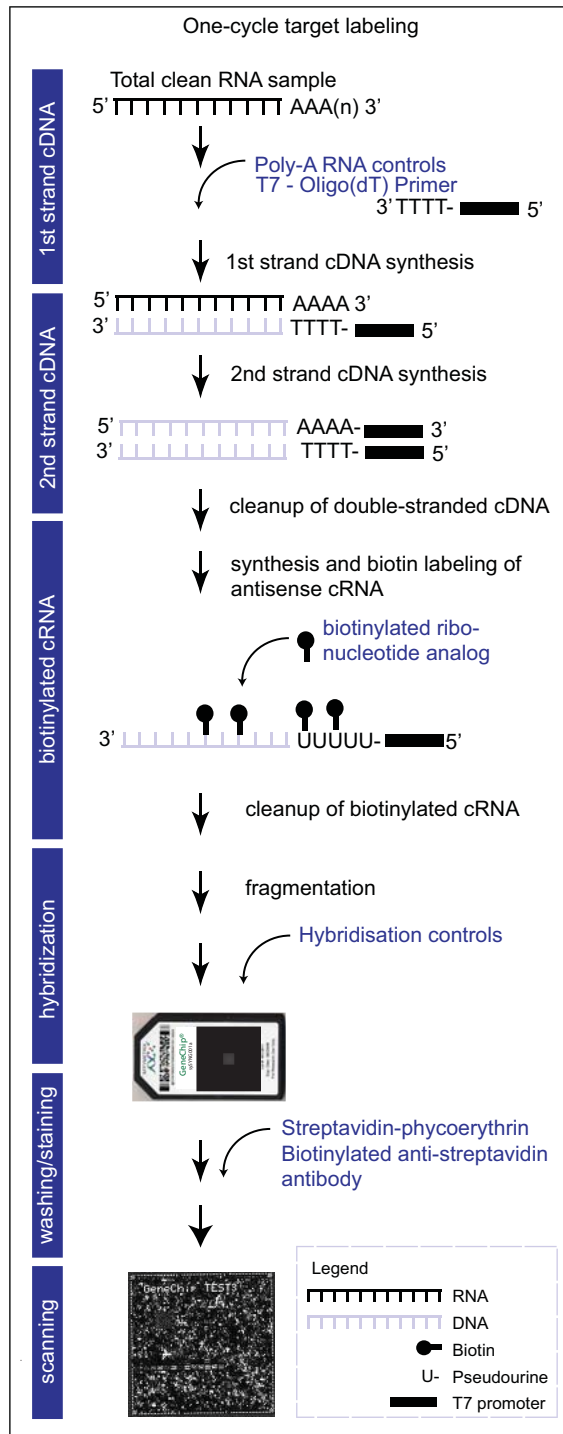 One-cycle target labeling
1st strand cDNA
Total clean RNA sample
5’ AAA(n) 3’
Poly-A RNA controls
T7 - Oligo(dT) Primer
3’ TTTT- 5’
1st strand cDNA synthesis
2nd strand cDNA
5’ AAAA 3’
3’ TTTT- 5’
2nd strand cDNA synthesis
5’ AAAA- 3’
3’ TTTT- 5’
cleanup of double-stranded cDNA
biotinylated cRNA
synthesis and biotin labeling of
antisense cRNA
biotinylated ribo-
nucleotide analog
3’ UUUUU- 5’
cleanup of biotinylated cRNA
hybridization
fragmentation
Hybridisation controls
GeneChip®
washing/staining
Streptavidin-phycoerythrin
Biotinylated anti-streptavidin
antibody
scanning
GeneChip TEST
Legend
RNA
DNA
Biotin
U- Pseudourine
T7 promoter